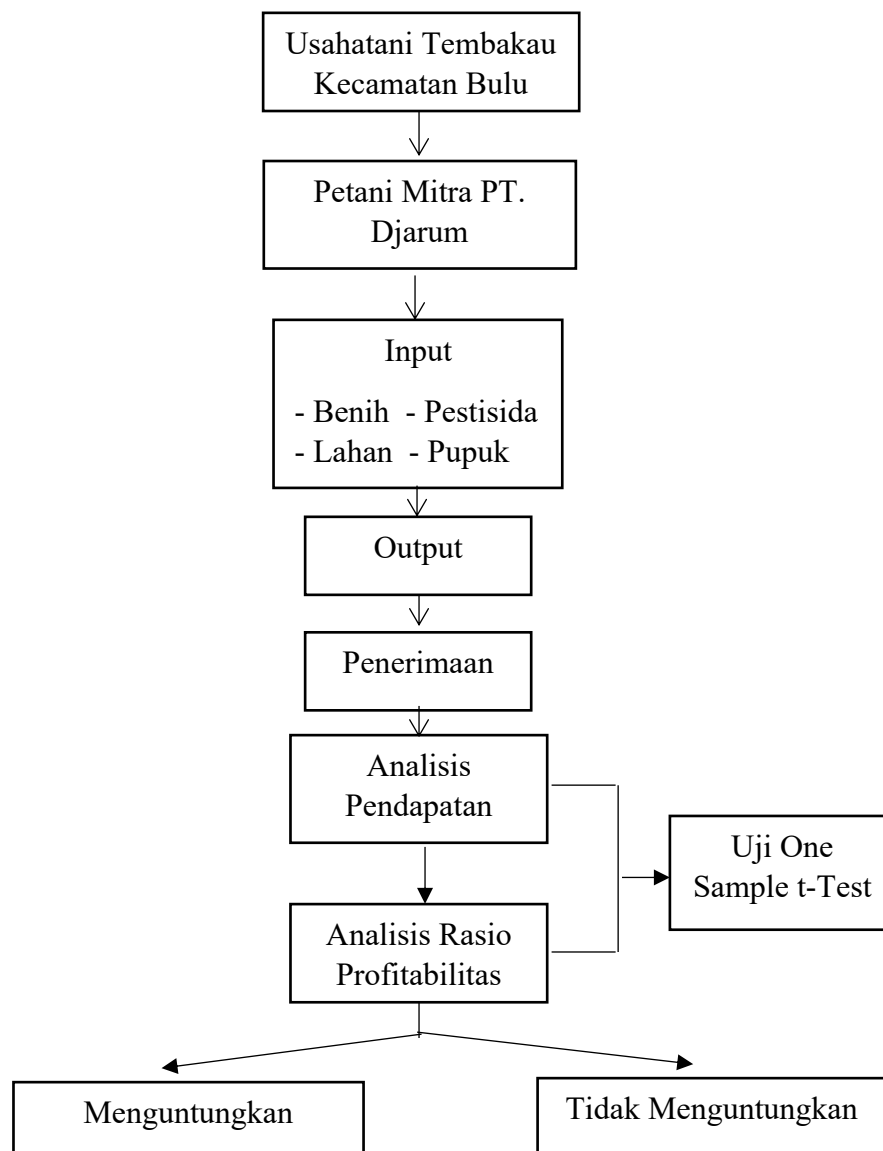 Usahatani Tembakau
Kecamatan Bulu
Petani Mitra PT.
Djarum
Input
- Benih - Pestisida
- Lahan - Pupuk
Output
Penerimaan
Analisis
Pendapatan
Uji One
Sample t-Test
Analisis Rasio
Profitabilitas
Menguntungkan
Tidak Menguntungkan